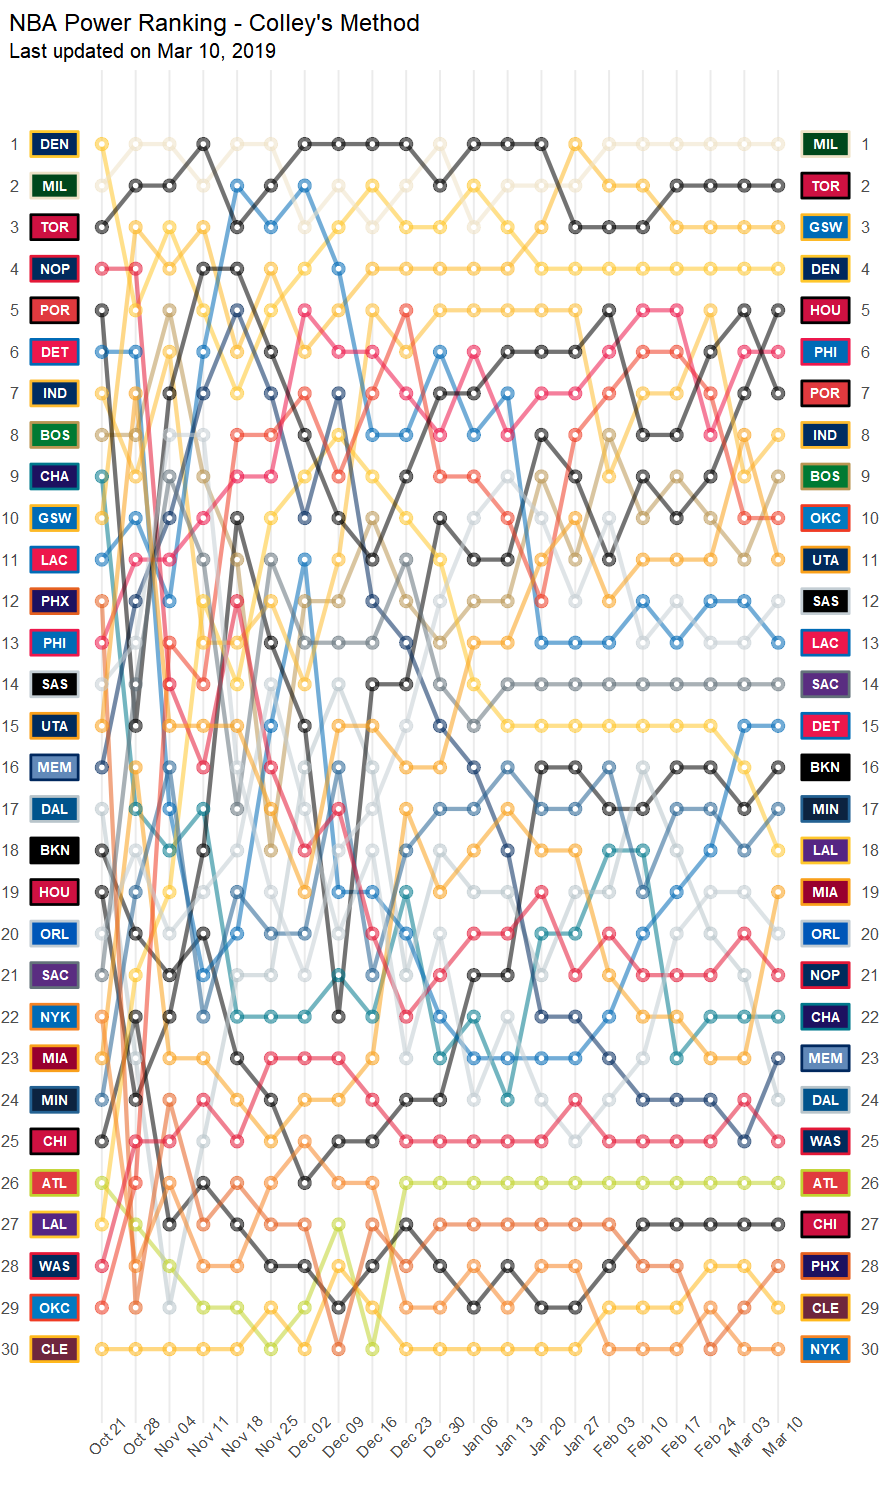 NBA Power Ranking - Colley's Method
Last updated on Mar 10, 2019
1 DEN MIL 1
2 MIL TOR 2
3 TOR GSW 3
4 NOP DEN 4
5 POR HOU 5
6 DET PHI 6
7 IND POR 7
8 BOS IND 8
9 CHA BOS 9
10 GSW OKC 10
11 LAC UTA 11
12 PHX SAS 12
13 PHI LAC 13
14 SAS SAC 14
15 UTA DET 15
16 MEM BKN 16
17 DAL MIN 17
18 BKN LAL 18
19 HOU MIA 19
20 ORL ORL 20
21 SAC NOP 21
22 NYK CHA 22
23 MIA MEM 23
24 MIN DAL 24
25 CHI WAS 25
26 ATL ATL 26
27 LAL CHI 27
28 WAS PHX 28
29 OKC CLE 29
30 CLE NYK 30
Oct 21 Oct 28 Nov 04 Nov 11 Nov 18 Nov 25 Dec 02 Dec 09 Dec 16 Dec 23 Dec 30 Jan 06 Jan 13 Jan 20 Jan 27 Feb 03 Feb 10 Feb 17 Feb 24 Mar 03 Mar 10